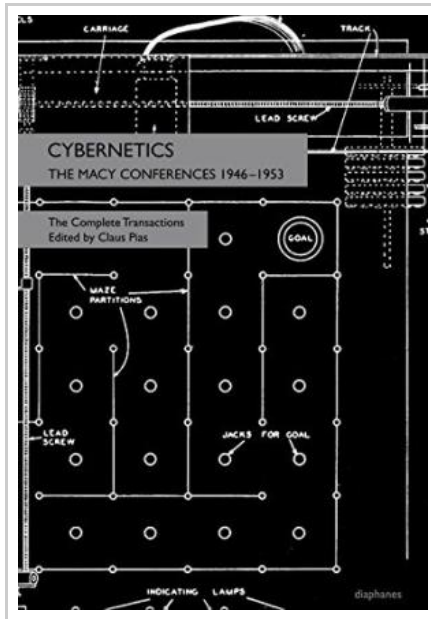 CARRIAGE
TRACK
LEAD SCREW
CYBERNETICS
THE MACY CONFERENCES 1946–1953
The Complete Transactions
Edited by Claus Pias
GOAL
MAZE
PARTITIONS
LEAD
SCREW
JACKS FOR GOAL
INDICATING LAMPS
diaphanes